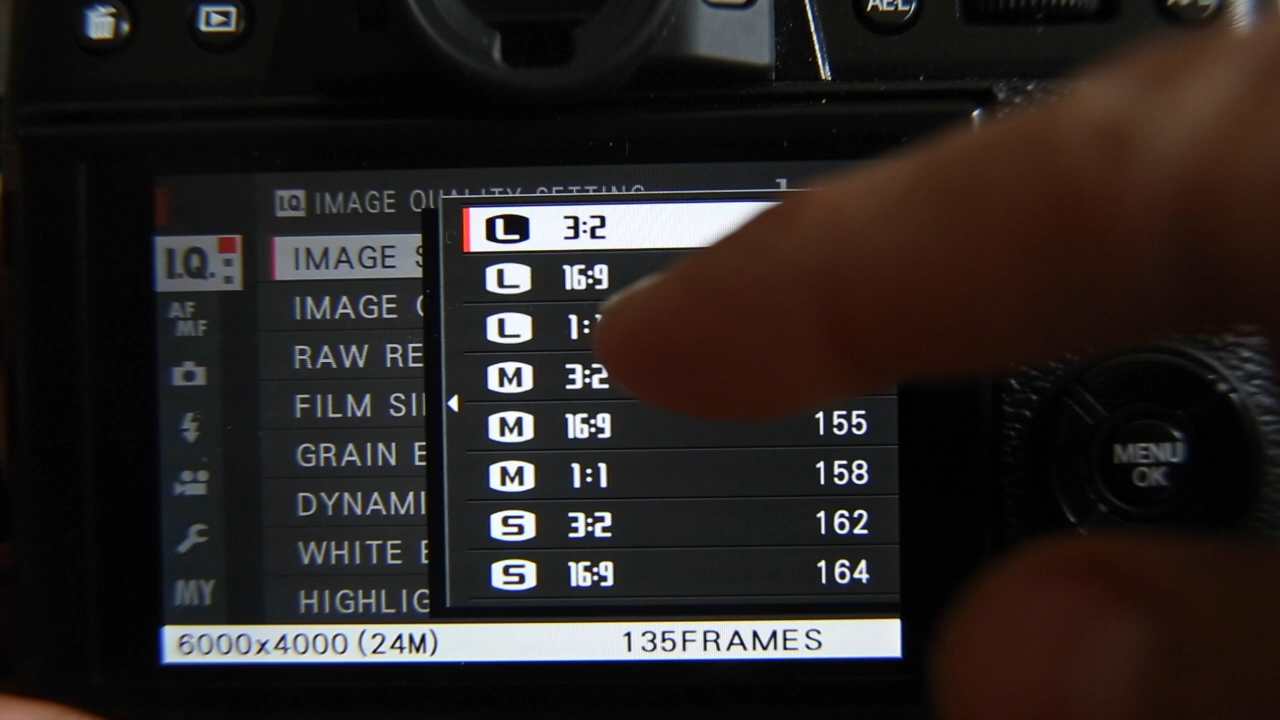 AE-L
IQ IMAGE QUALITY SETTING
I.Q.
IMAGE
IMAGE
RAW RE
FILM SI
GRAIN
DYNAMI
WHITE
HIGHLIG
AF
MF
MY
L 3:2
L 16:9
L 1:
M 3:2
M 16:9 155
M 1:1 158
S 3:2 162
S 16:9 164
6000x4000 (24M) 135FRAMES
MENU
OK